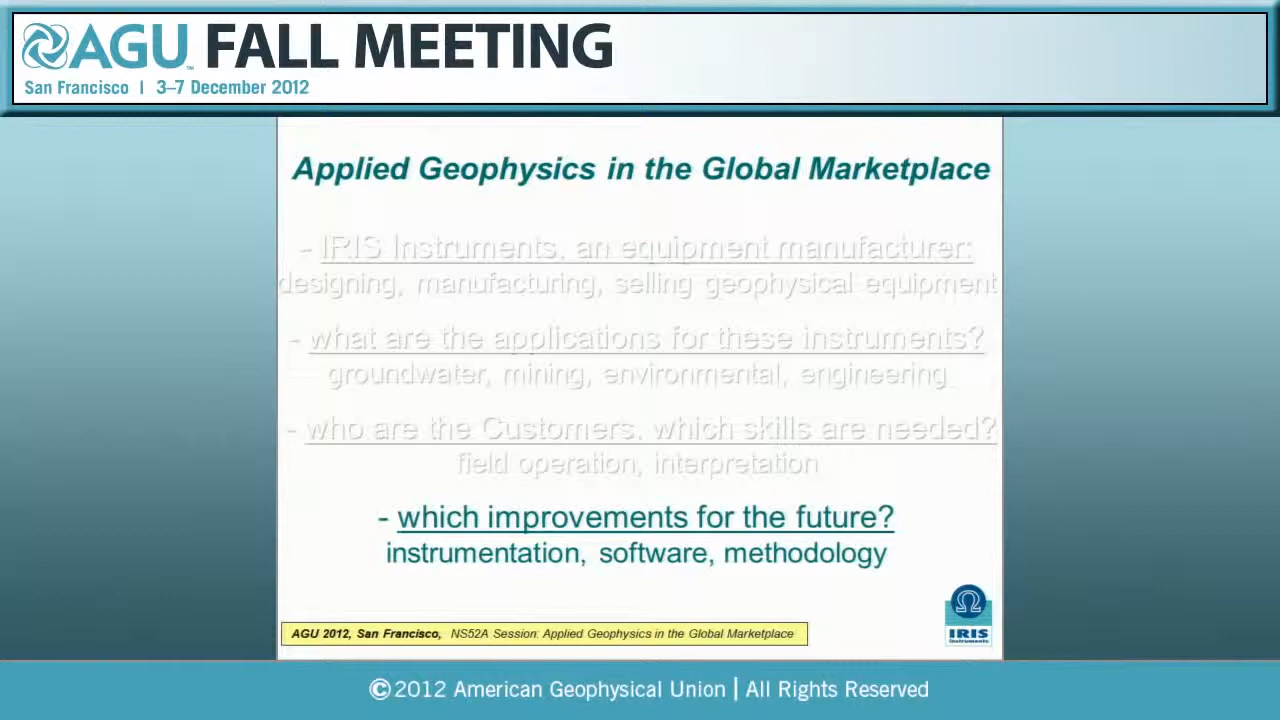 AGU FALL MEETING
San Francisco | 3–7 December 2012
Applied Geophysics in the Global Marketplace
- IRIS Instruments, an equipment manufacturer:
designing, manufacturing, selling geophysical equipment
- what are the applications for these instruments?
groundwater, mining, environmental, engineering
- who are the Customers, which skills are needed?
field operation, interpretation
- which improvements for the future?
instrumentation, software, methodology
Ω
IRIS
Instruments
AGU 2012, San Francisco, NS52A Session: Applied Geophysics in the Global Marketplace
©2012 American Geophysical Union | All Rights Reserved